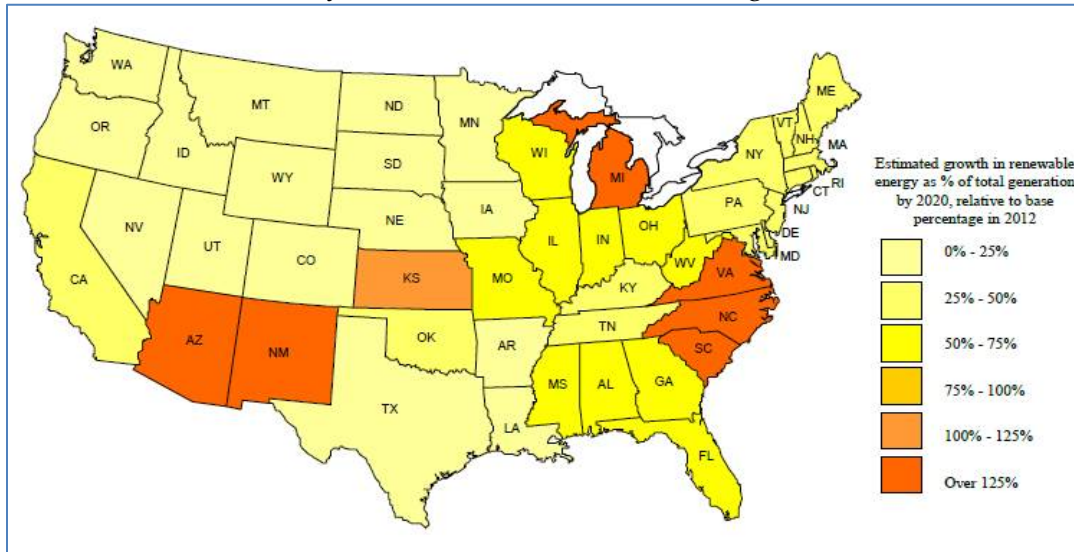 WA
MT
ND
MN
ME
VT
NH
OR
ID
SD
WI
NY
MA
WY
MI
RI
CT
IA
PA
NJ
NE
NV
OH
DE
UT
IL
IN
MD
CO
WV
CA
KS
MO
VA
KY
NC
TN
OK
AZ
NM
AR
SC
MS
AL
GA
TX
LA
FL
Estimated growth in renewable
energy as % of total generation
by 2020, relative to base
percentage in 2012
0% - 25%
25% - 50%
50% - 75%
75% - 100%
100% - 125%
Over 125%